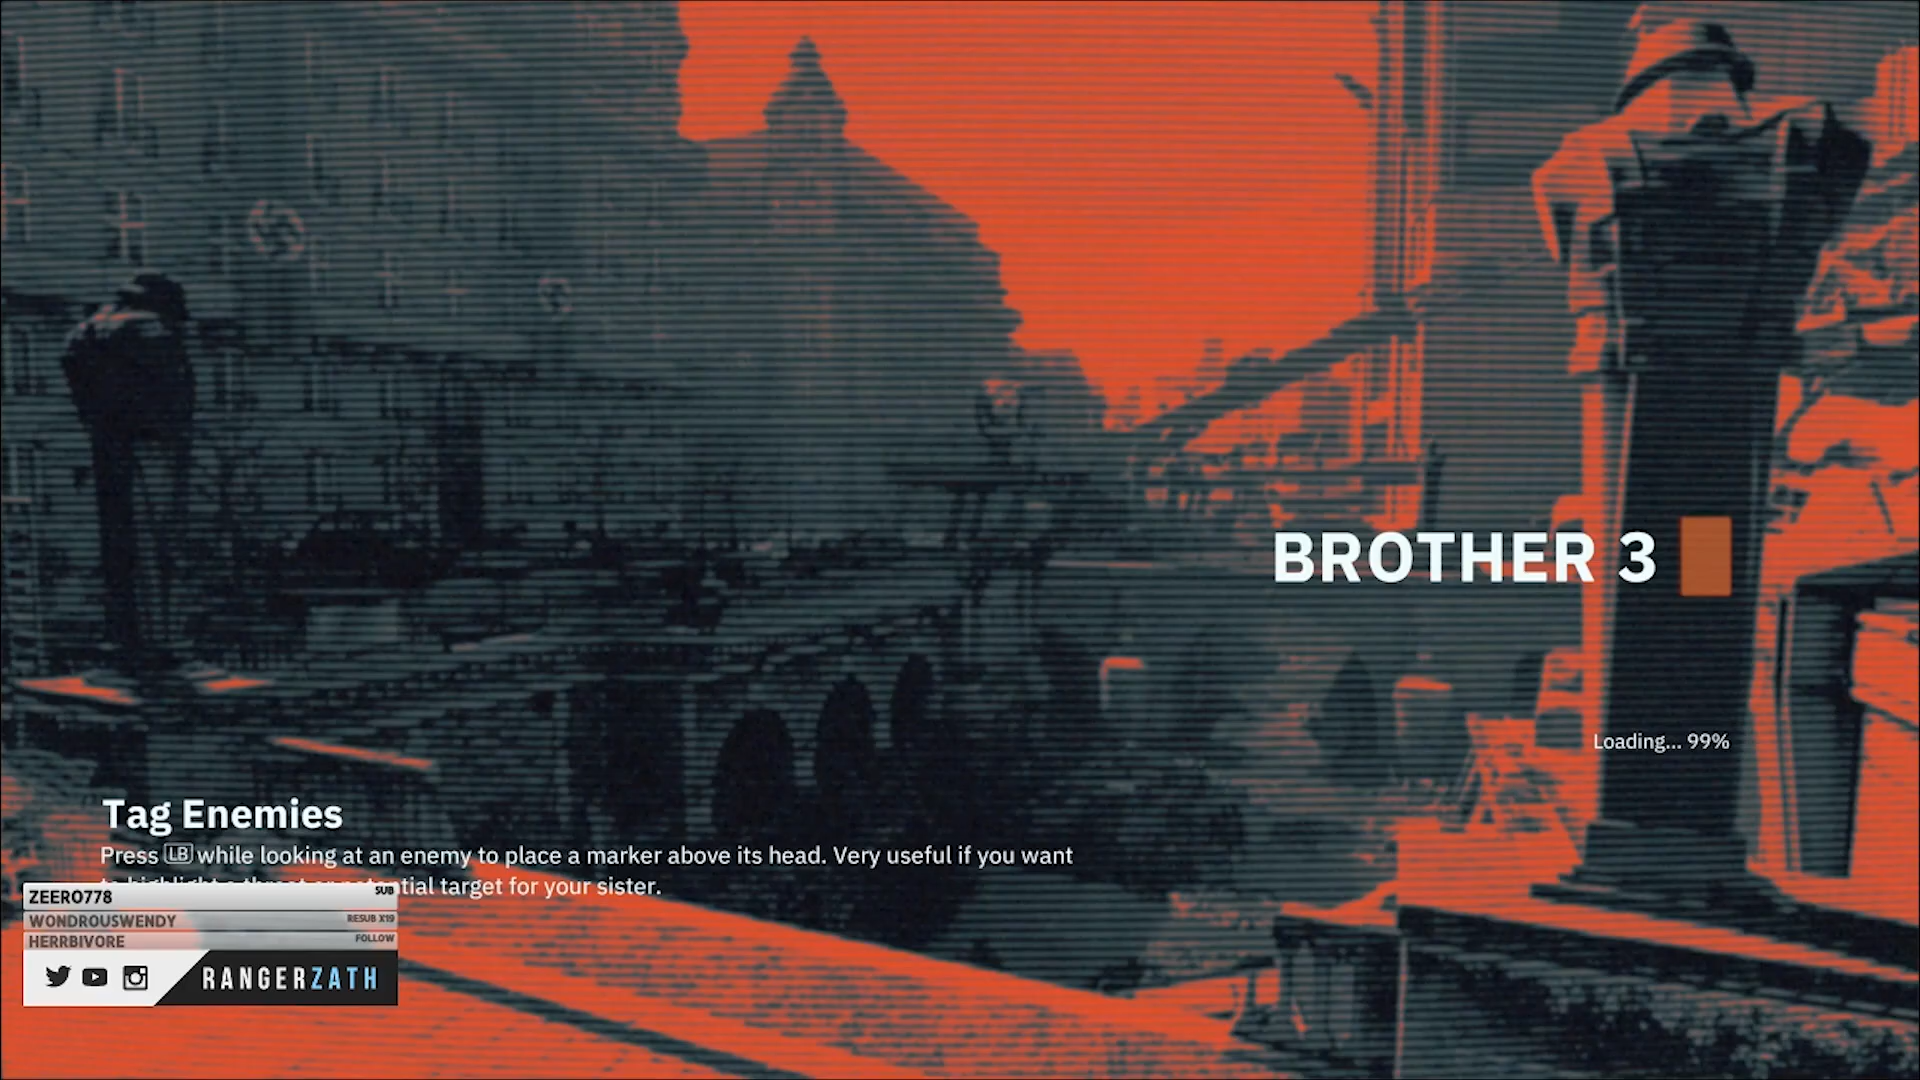 BROTHER 3
Loading... 99%
Tag Enemies
Press LB while looking at an enemy to place a marker above its head. Very useful if you want
target for your sister.
ZEERO778 SUB
WONDROUSWENDY RESUB X19
HERRBIVORE FOLLOW
RANGERZATH